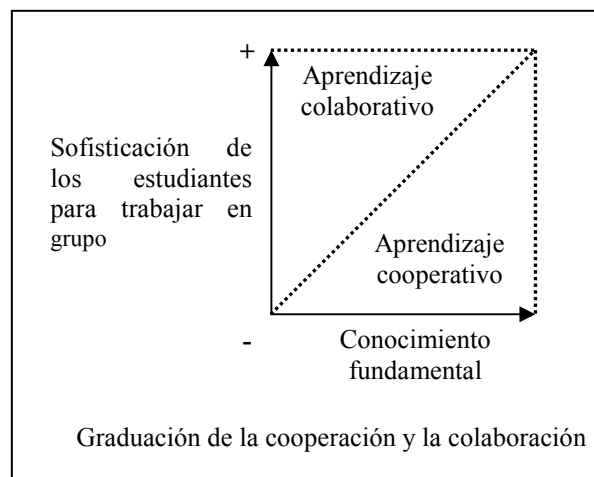 +
Aprendizaje
colaborativo
Sofisticación de
los estudiantes
para trabajar en
grupo
Aprendizaje
cooperativo
-
Conocimiento
fundamental
Graduación de la cooperación y la colaboración